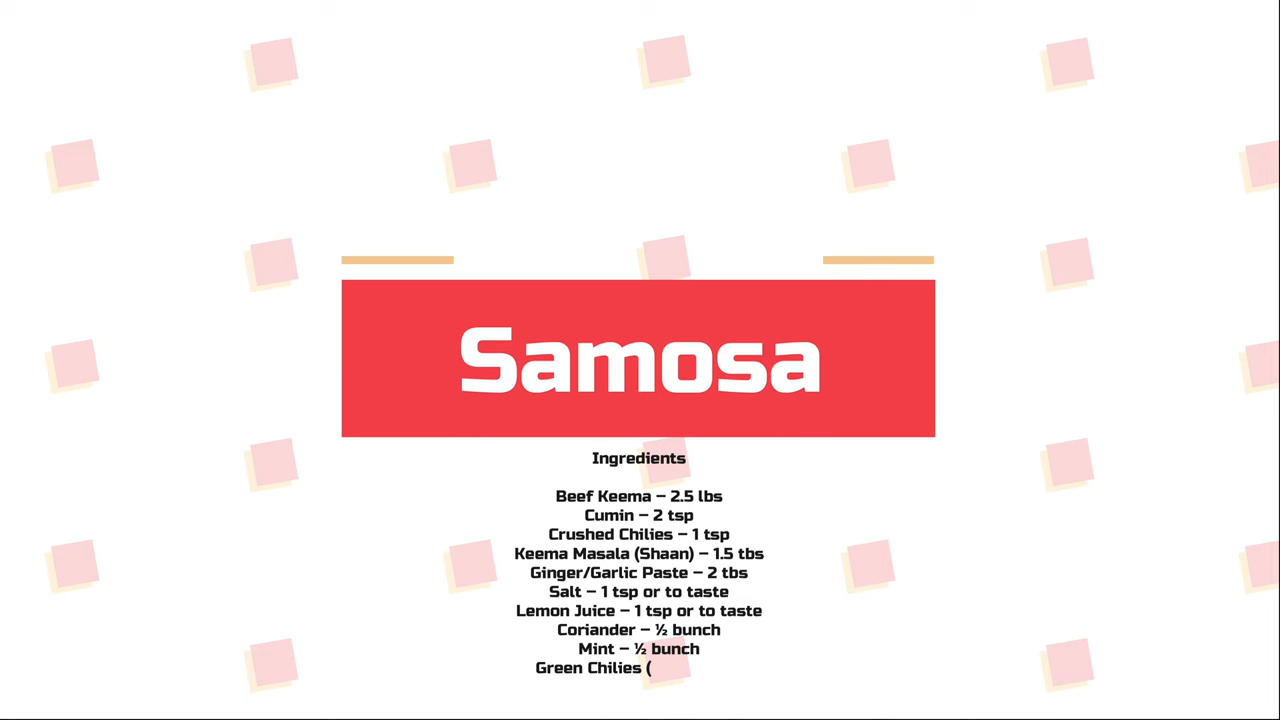 Samosa
Ingredients
Beef Keema – 2.5 lbs
Cumin – 2 tsp
Crushed Chilies – 1 tsp
Keema Masala (Shaan) – 1.5 tbs
Ginger/Garlic Paste – 2 tbs
Salt – 1 tsp or to taste
Lemon Juice – 1 tsp or to taste
Coriander – ½ bunch
Mint – ½ bunch
Green Chilies (